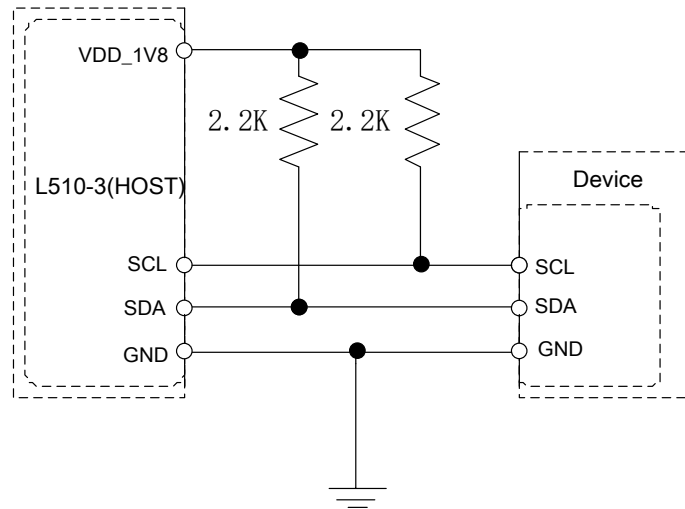 VDD_1V8
2.2K
2.2K
L510-3(HOST)
Device
SCL
SCL
SDA
SDA
GND
GND